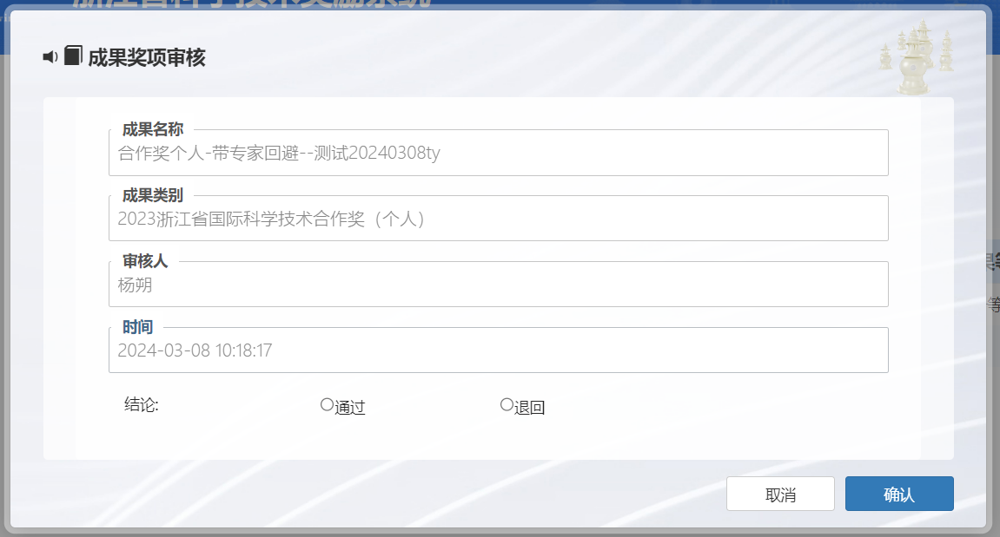 成果奖项审核
成果名称
合作奖个人-带专家回避--测试20240308ty
成果类别
2023浙江省国际科学技术合作奖（个人）
审核人
杨朔
时间
2024-03-08 10:18:17
结论:
通过
退回
取消
确认